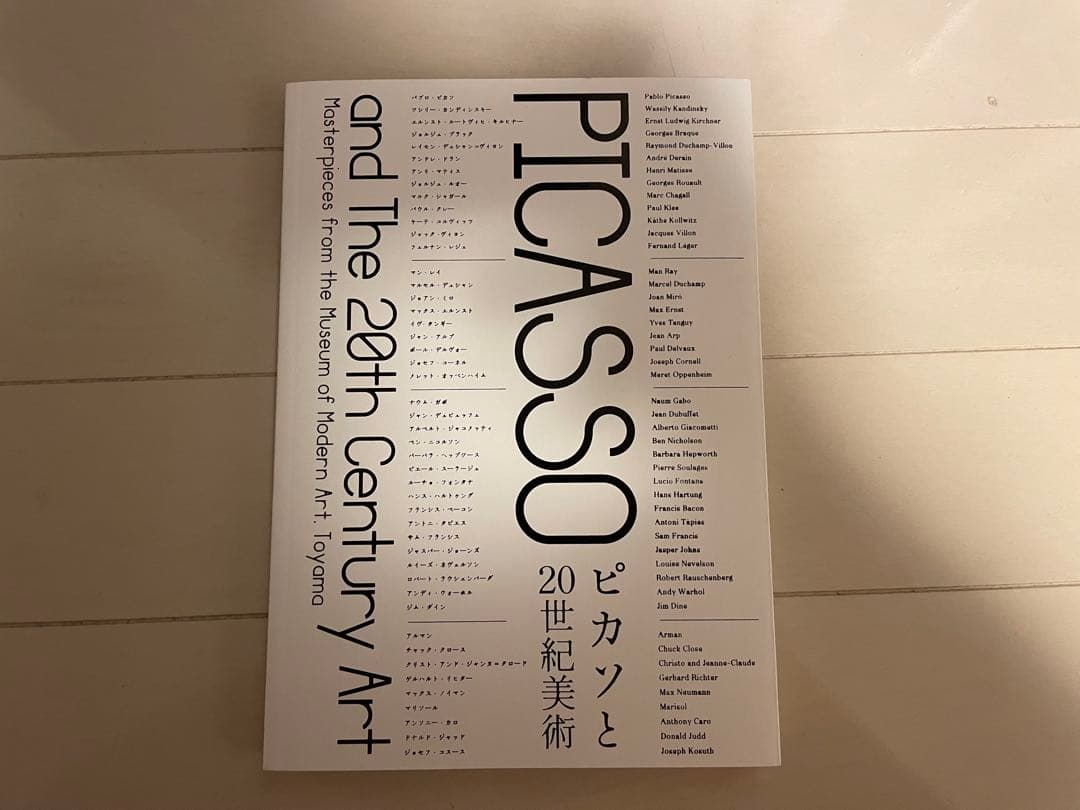 PICASSO
and The 20th Century Art
Masterpieces from the Museum of Modern Art, Toyama
ピカソと
20世紀美術
パブロ・ピカソ
ワシリー・カンディンスキー
エルンスト・ルートヴィヒ・キルヒナー
ジョルジュ・ブラック
レイモン・デュシャン=ヴィヨン
アンドレ・ドラン
アンリ・マティス
ジョルジュ・ルオー
マルク・シャガール
パウル・クレー
ケーテ・コルヴィッツ
ジャック・ヴィヨン
フェルナン・レジェ
マン・レイ
マルセル・デュシャン
ジョアン・ミロ
マックス・エルンスト
イヴ・タンギー
ジャン・アルプ
ポール・デルヴォー
ジョセフ・コーネル
メレット・オッペンハイム
ナウム・ガボ
ジャン・デュビュッフェ
アルベルト・ジャコメッティ
ベン・ニコルソン
バーバラ・ヘップワース
ピエール・スーラージュ
ルーチョ・フォンタナ
ハンス・ハルトゥング
フランシス・ベーコン
アントニ・タピエス
サム・フランシス
ジャスパー・ジョーンズ
ルイーズ・ネヴェルソン
ロバート・ラウシェンバーグ
アンディ・ウォーホル
ジム・ダイン
アルマン
チャック・クロース
クリスト・アンド・ジャンヌ=クロード
ゲルハルト・リヒター
マックス・ノイマン
マリソール
アンソニー・カロ
ドナルド・ジャッド
ジョセフ・コスース
Pablo Picasso
Wassily Kandinsky
Ernst Ludwig Kirchner
Georges Braque
Raymond Duchamp-Villon
André Derain
Henri Matisse
Georges Rouault
Marc Chagall
Paul Klee
Käthe Kollwitz
Jacques Villon
Fernand Léger
Man Ray
Marcel Duchamp
Joan Miró
Max Ernst
Yves Tanguy
Jean Arp
Paul Delvaux
Joseph Cornell
Meret Oppenheim
Naum Gabo
Jean Dubuffet
Alberto Giacometti
Ben Nicholson
Barbara Hepworth
Pierre Soulages
Lucio Fontana
Hans Hartung
Francis Bacon
Antoni Tàpies
Sam Francis
Jasper Johns
Louise Nevelson
Robert Rauschenberg
Andy Warhol
Jim Dine
Arman
Chuck Close
Christo and Jeanne-Claude
Gerhard Richter
Max Neumann
Marisol
Anthony Caro
Donald Judd
Joseph Kosuth